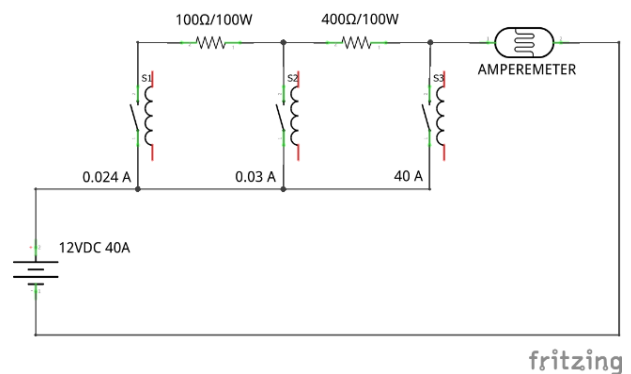 100Ω/100W 400Ω/100W
AMPEREMETER
S1 S2 S3
0.024 A 0.03 A 40 A
12VDC 40A
fritzing